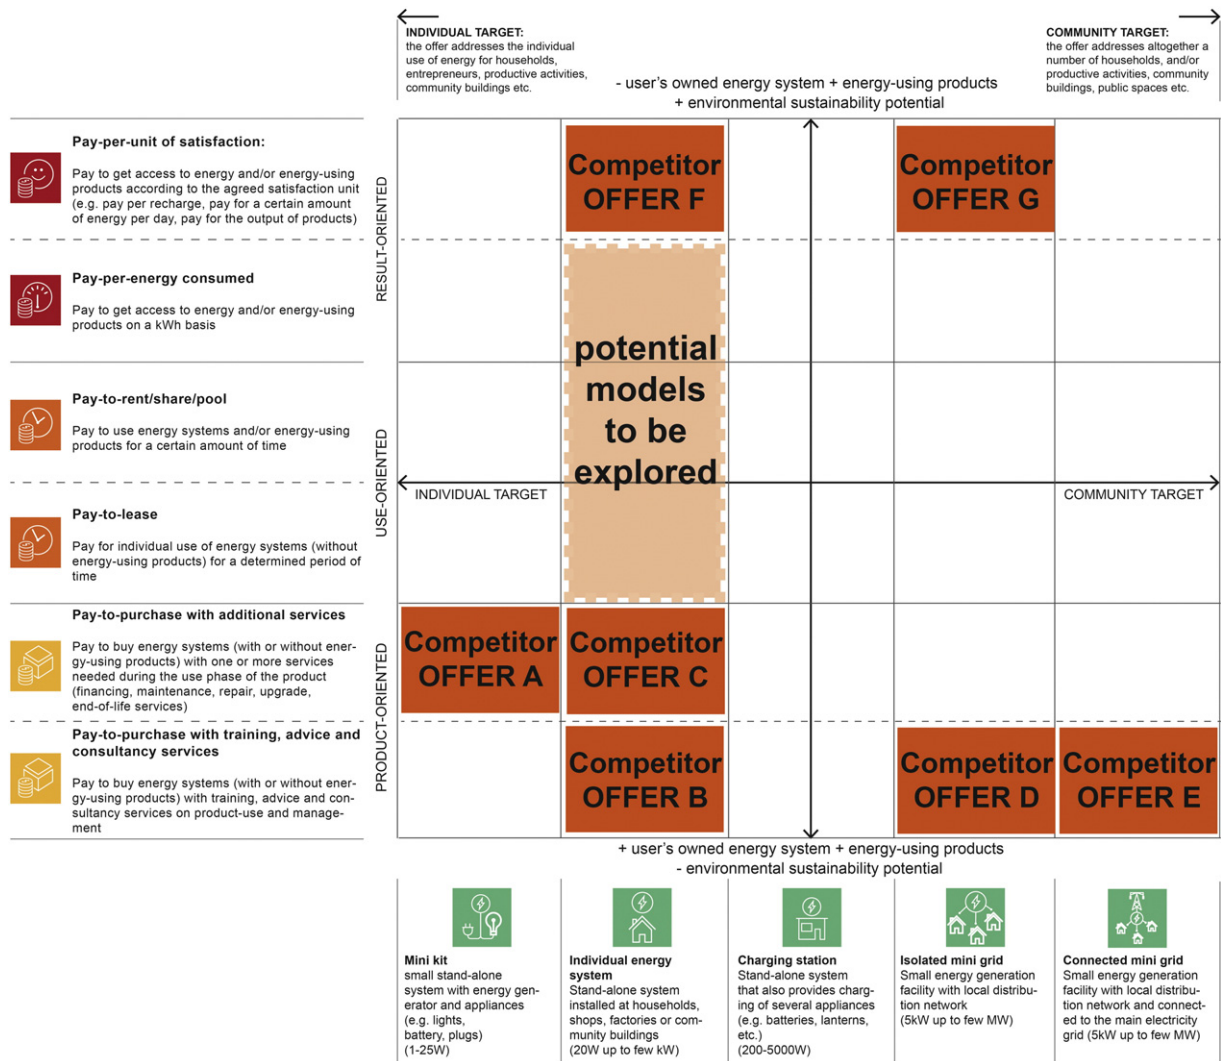 INDIVIDUAL TARGET:
the offer addresses the individual
use of energy for households,
entrepreneurs, productive activities,
community buildings etc.
- user's owned energy system + energy-using products
+ environmental sustainability potential
COMMUNITY TARGET:
the offer addresses altogether a
number of households, and/or
productive activities, community
buildings, public spaces etc.
Pay-per-unit of satisfaction:
Pay to get access to energy and/or energy-using
products according to the agreed satisfaction unit
(e.g. pay per recharge, pay for a certain amount
of energy per day, pay for the output of products)
Pay-per-energy consumed
Pay to get access to energy and/or energy-using
products on a kWh basis
RESULT-ORIENTED
Competitor
OFFER F
Competitor
OFFER G
potential
models
to be
explored
Pay-to-rent/share/pool
Pay to use energy systems and/or energy-using
products for a certain amount of time
Pay-to-lease
Pay for individual use of energy systems (without
energy-using products) for a determined period of
time
USE-ORIENTED
INDIVIDUAL TARGET
COMMUNITY TARGET
Pay-to-purchase with additional services
Pay to buy energy systems (with or without ener-
gy-using products) with one or more services
needed during the use phase of the product
(financing, maintenance, repair, upgrade,
end-of-life services)
Pay-to-purchase with training, advice and
consultancy services
Pay to buy energy systems (with or without ener-
gy-using products) with training, advice and con-
sultancy services on product-use and manage-
ment
PRODUCT-ORIENTED
Competitor
OFFER A
Competitor
OFFER C
Competitor
OFFER B
Competitor
OFFER D
Competitor
OFFER E
+ user's owned energy system + energy-using products
- environmental sustainability potential
Mini kit
small stand-alone
system with energy gen-
erator and appliances
(e.g. lights,
battery, plugs)
(1-25W)
Individual energy
system
Stand-alone system
installed at households,
shops, factories or com-
munity buildings
(20W up to few kW)
Charging station
Stand-alone system
that also provides charg-
ing of several appliances
(e.g. batteries, lanterns,
etc.)
(200-5000W)
Isolated mini grid
Small energy generation
facility with local distribu-
tion network
(5kW up to few MW)
Connected mini grid
Small energy generation
facility with local distribu-
tion network and connect-
ed to the main electricity
grid (5kW up to few MW)